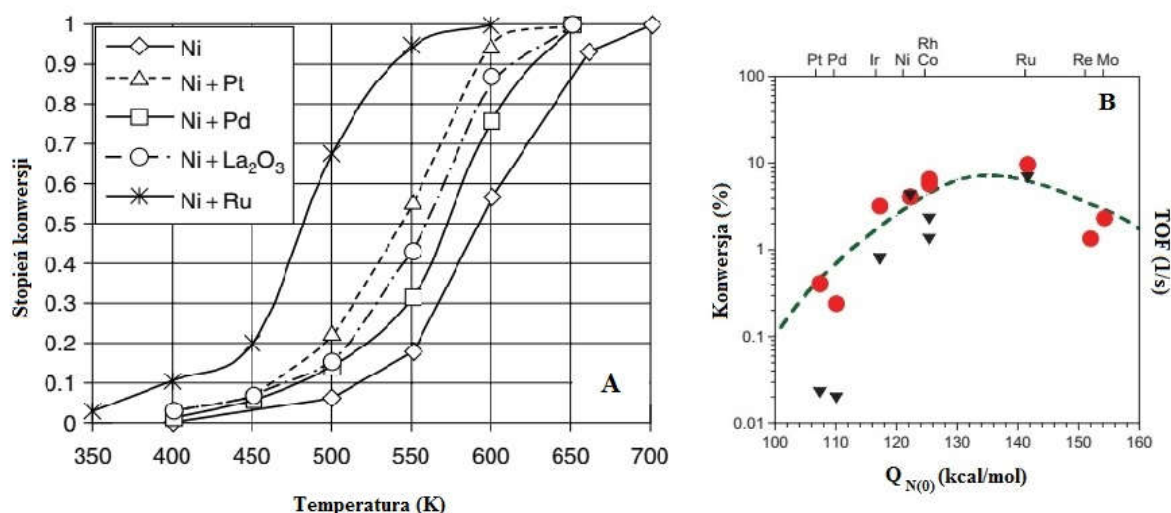 Stopień konwersji
1
0.9
0.8
0.7
0.6
0.5
0.4
0.3
0.2
0.1
0
Ni
Ni + Pt
Ni + Pd
Ni + La₂O₃
Ni + Ru
A
350 400 450 500 550 600 650 700
Temperatura (K)
Rh
Pt Pd Ir Ni Co Ru Re Mo
B
Konwersja (%)
100
10
1
0.1
0.01
TOF (1/s)
100 110 120 130 140 150 160
Q N(0) (kcal/mol)